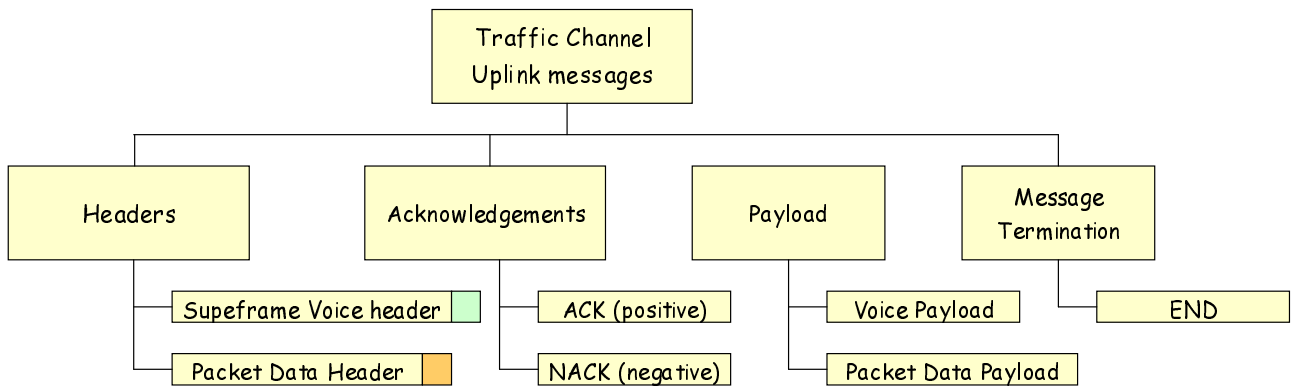 Traffic Channel
Uplink messages
Headers
Acknowledgements
Payload
Message
Termination
Supeframe Voice header
ACK (positive)
Voice Payload
END
Packet Data Header
NACK (negative)
Packet Data Payload